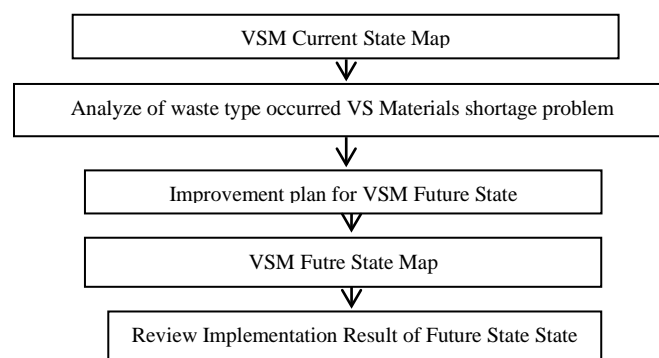 VSM Current State Map
Analyze of waste type occurred VS Materials shortage problem
Improvement plan for VSM Future State
VSM Futre State Map
Review Implementation Result of Future State State